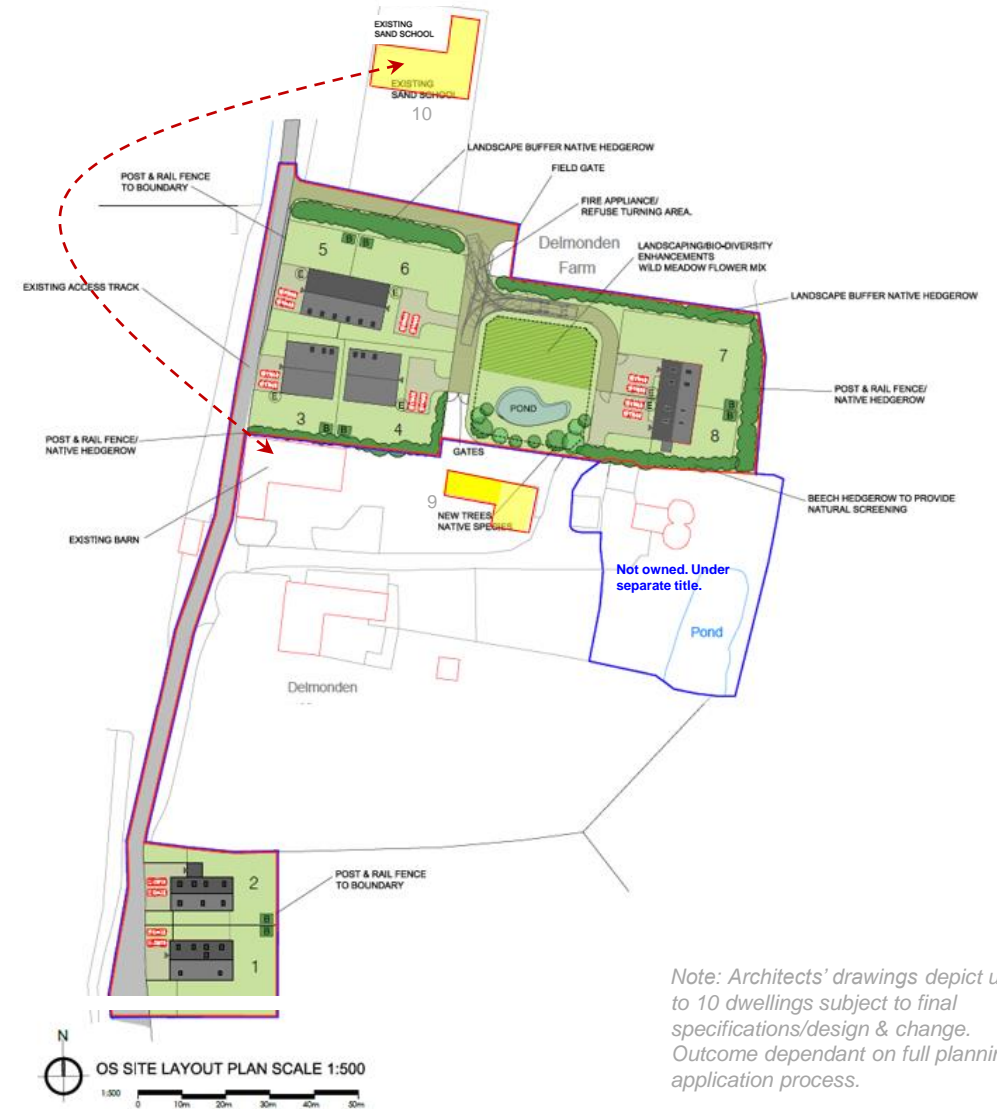 EXISTING
SAND SCHOOL
EXISTING
SAND SCHOOL
10
LANDSCAPE BUFFER NATIVE HEDGEROW
FIELD GATE
POST & RAIL FENCE
TO BOUNDARY
FIRE APPLIANCE/
REFUSE TURNING AREA.
Delmonden
Farm
LANDSCAPING/BIO-DIVERSITY
ENHANCEMENTS
WILD MEADOW FLOWER MIX
5
B B
6
E
E
EXISTING ACCESS TRACK
LANDSCAPE BUFFER NATIVE HEDGEROW
7
POST & RAIL FENCE/
NATIVE HEDGEROW
E
E
B
B
8
POND
E
E
3
B B
4
POST & RAIL FENCE/
NATIVE HEDGEROW
GATES
9
NEW TREES
NATIVE SPECIES
BEECH HEDGEROW TO PROVIDE
NATURAL SCREENING
EXISTING BARN
Not owned. Under
separate title.
Pond
Delmonden
POST & RAIL FENCE
TO BOUNDARY
2
B
B
1
N
OS SITE LAYOUT PLAN SCALE 1:500
1:500
0 10m 20m 30m 40m 50m
Note: Architects' drawings depict u
to 10 dwellings subject to final
specifications/design & change.
Outcome dependant on full plannin
application process.